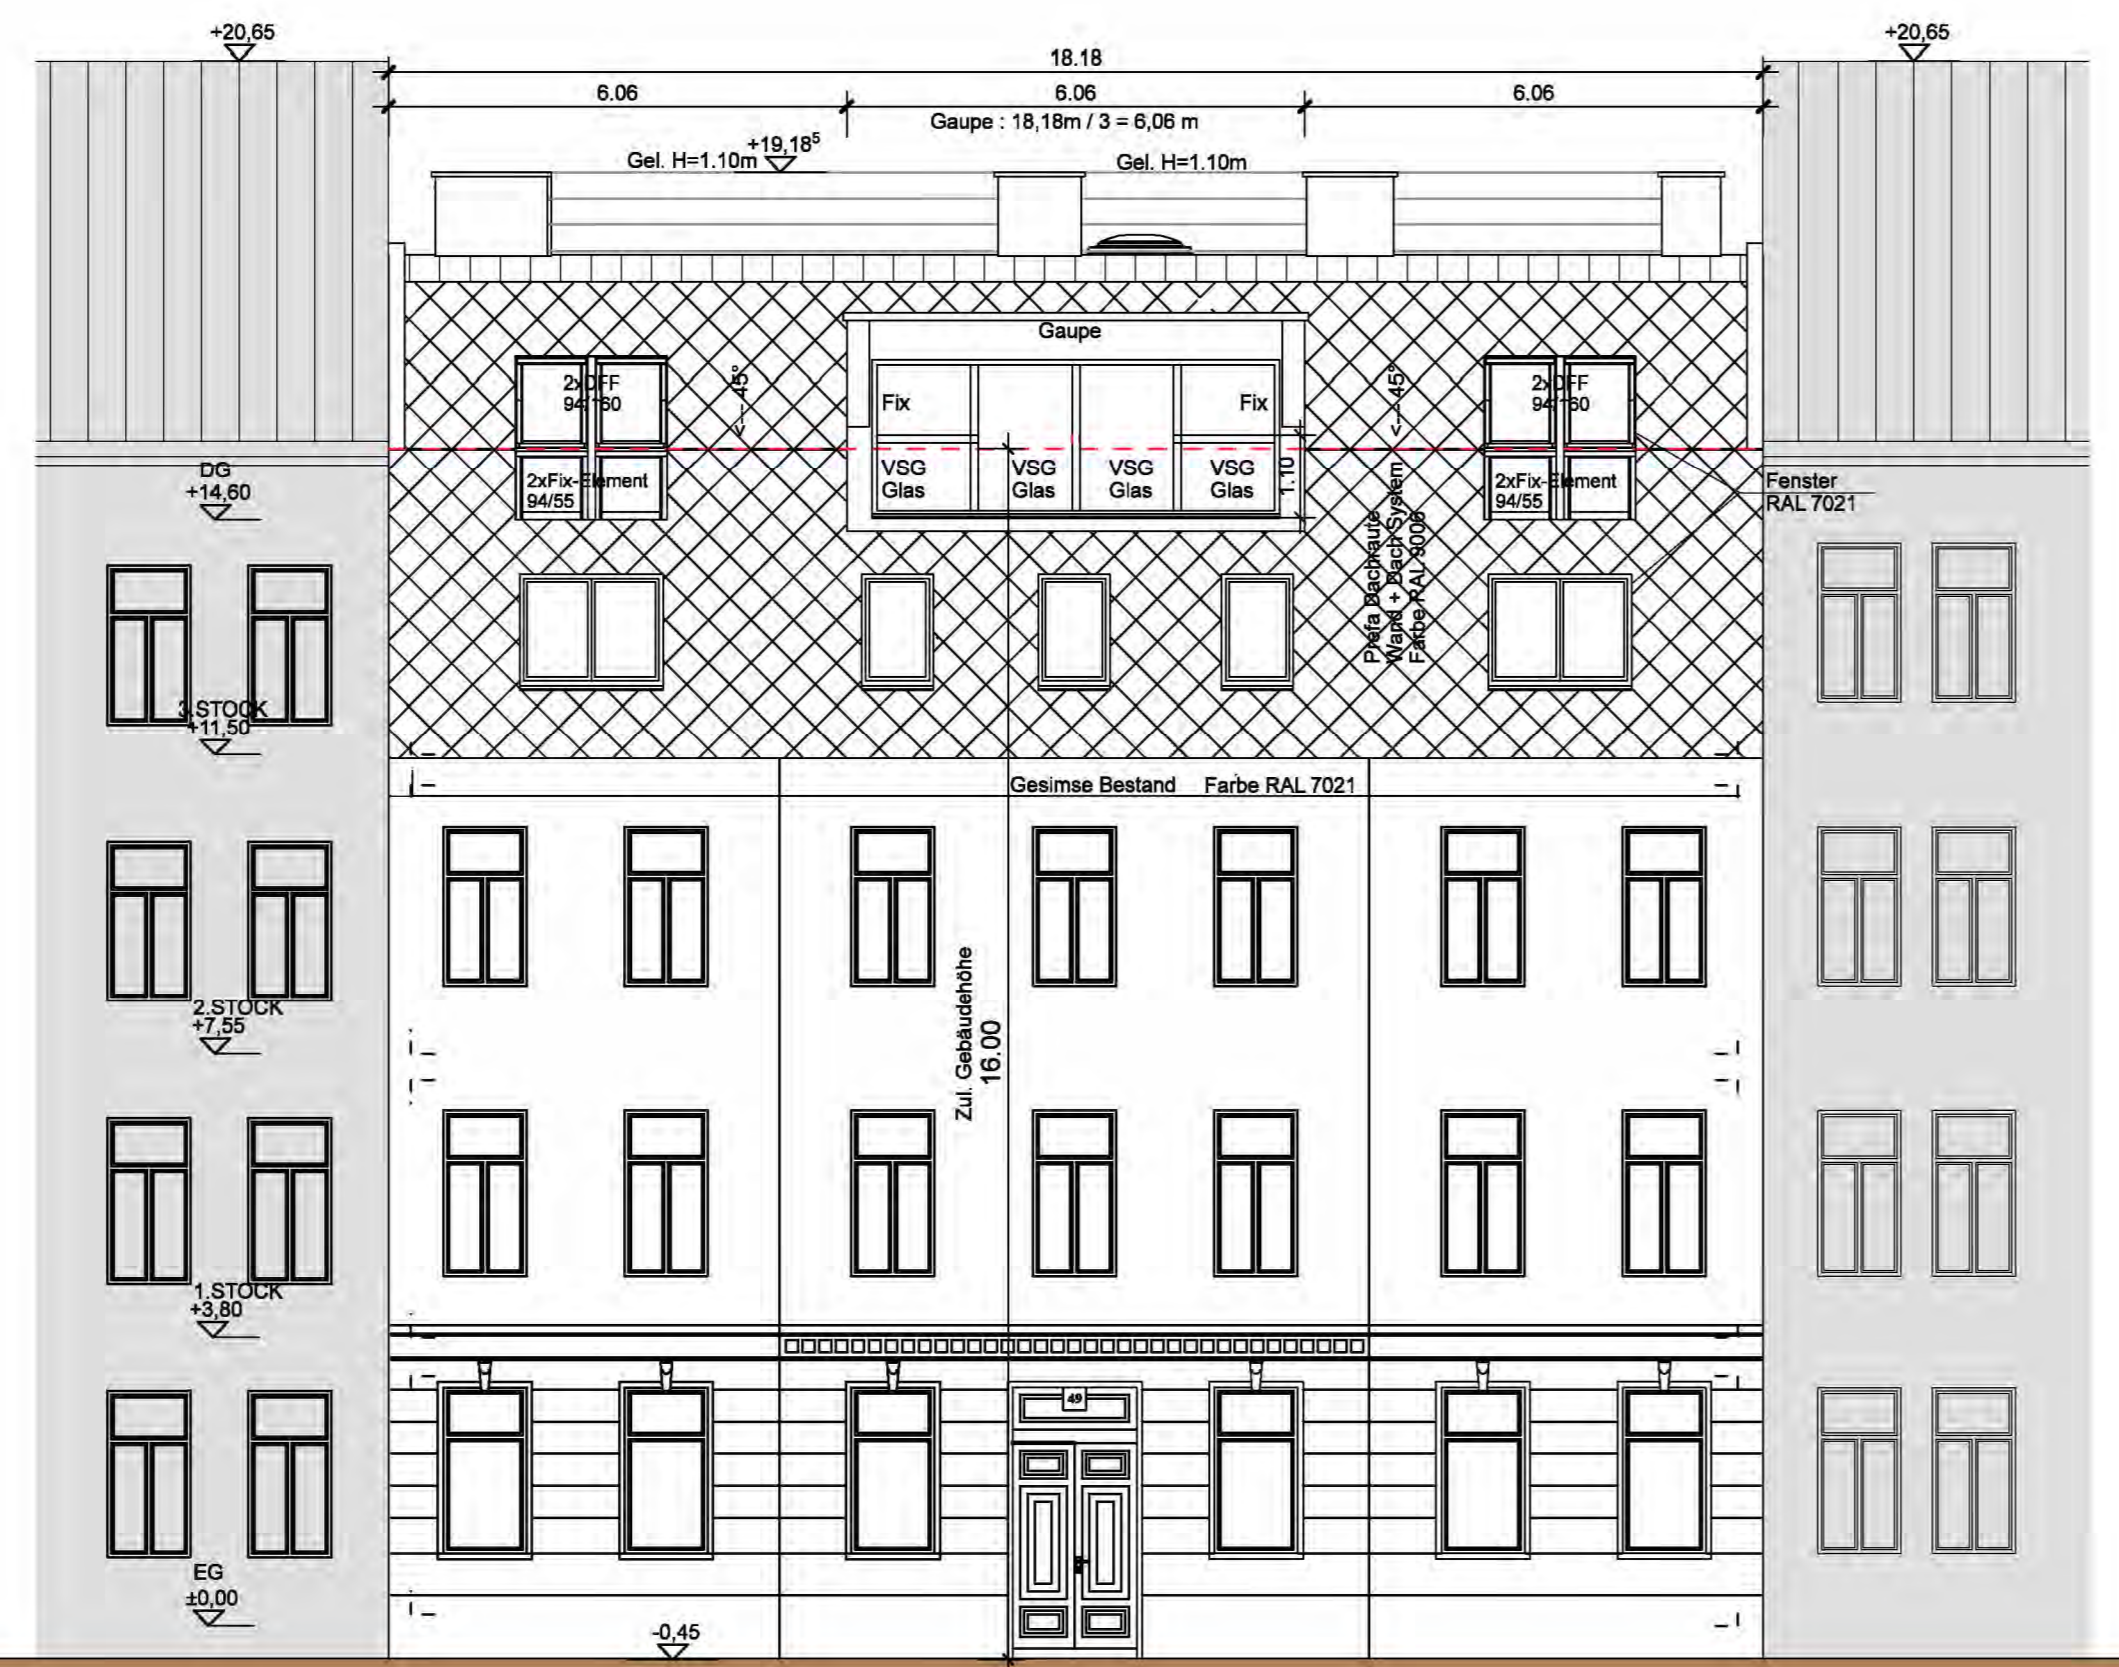 +20,65
+20,65
18.18
6.06
6.06
6.06
Gaupe : 18,18m / 3 = 6,06 m
+19,18⁵
Gel. H=1.10m
Gel. H=1.10m
Gaupe
2xDFF
94/160
<--- 45°
Fix
Fix
<--- 45°
2xDFF
94/160
DG
+14,60
2xFix-Element
94/55
VSG
Glas
VSG
Glas
VSG
Glas
VSG
Glas
1.10
2xFix-Element
94/55
Fenster
RAL 7021
Prefa Dachraute
Wand + Dach System
Farbe RAL 9006
3.STOCK
+11,50
Gesimse Bestand
Farbe RAL 7021
Zul. Gebäudehöhe
16.00
2.STOCK
+7,55
1.STOCK
+3,80
49
EG
±0,00
-0,45